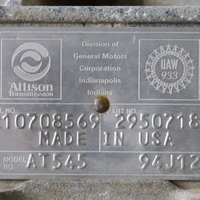 Allison
Transmission
Division of
General Motors
Corporation
Indianapolis
Indiana
UAW
933
10708569 2950718
MADE IN USA
MODEL
NO
AT545 94J12